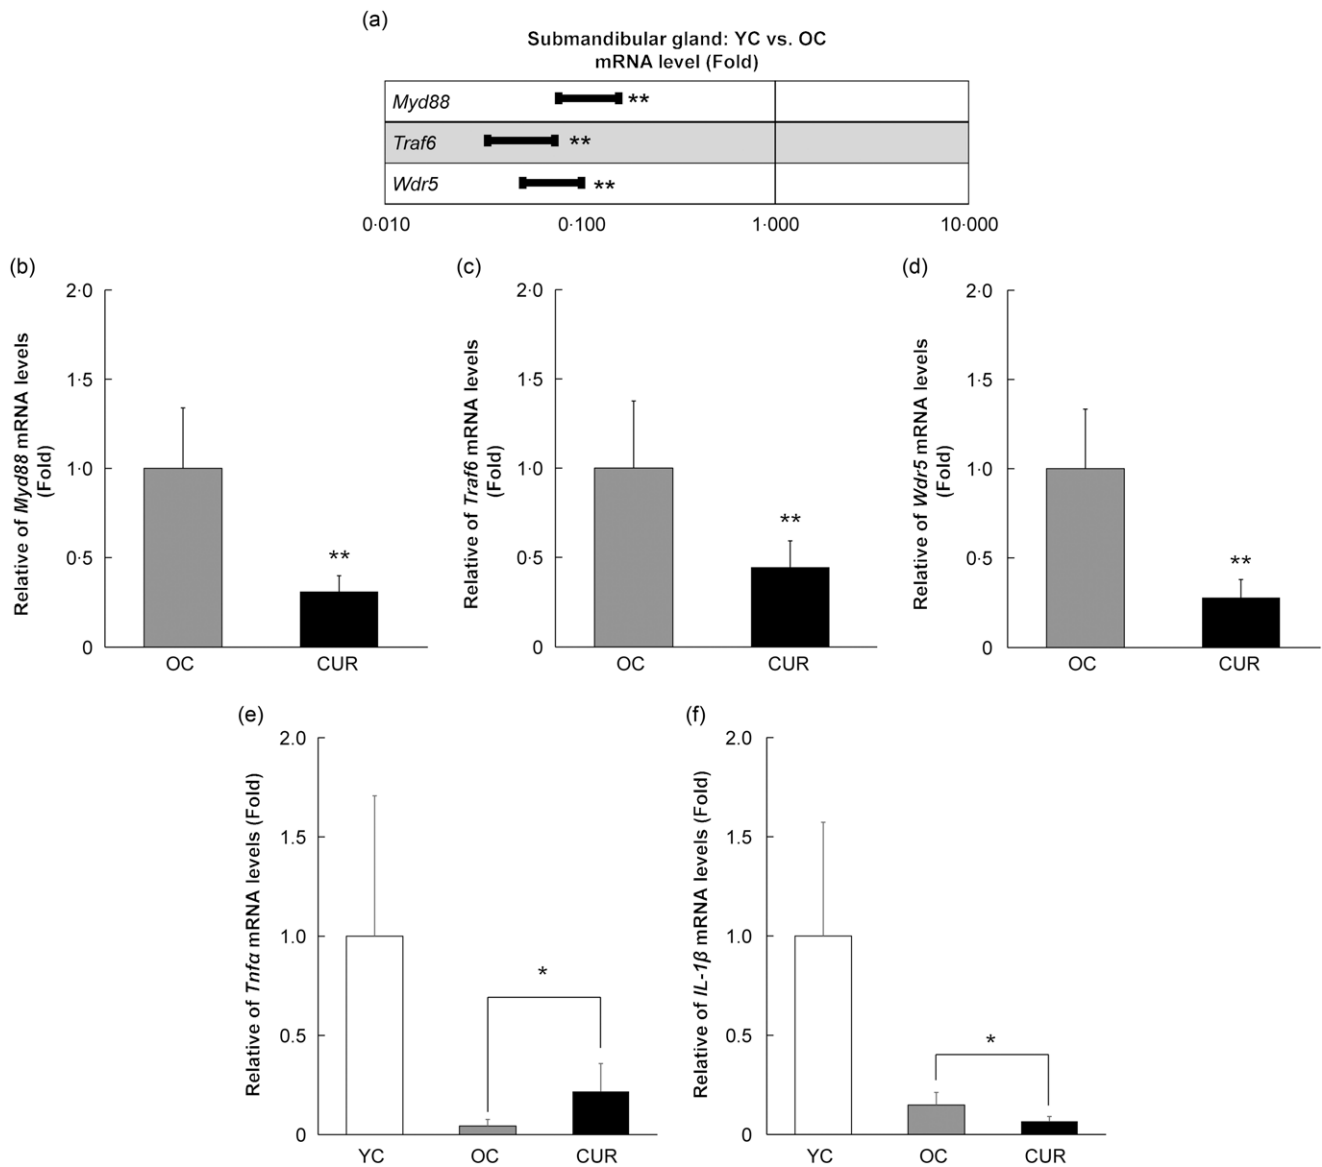 (a)
Submandibular gland: YC vs. OC
mRNA level (Fold)
Myd88 **
Traf6 **
Wdr5 **
0·010 0·100 1·000 10·000
(b)
Relative of Myd88 mRNA levels
(Fold)
2·0
1·5
1·0
0·5
0
**
OC CUR
(c)
Relative of Traf6 mRNA levels
(Fold)
2·0
1·5
1·0
0·5
0
**
OC CUR
(d)
Relative of Wdr5 mRNA levels
(Fold)
2·0
1·5
1·0
0·5
0
**
OC CUR
(e)
Relative of Tnfα mRNA levels (Fold)
2.0
1.5
1.0
0.5
0
*
YC OC CUR
(f)
Relative of IL-1β mRNA levels (Fold)
2.0
1.5
1.0
0.5
0
*
YC OC CUR